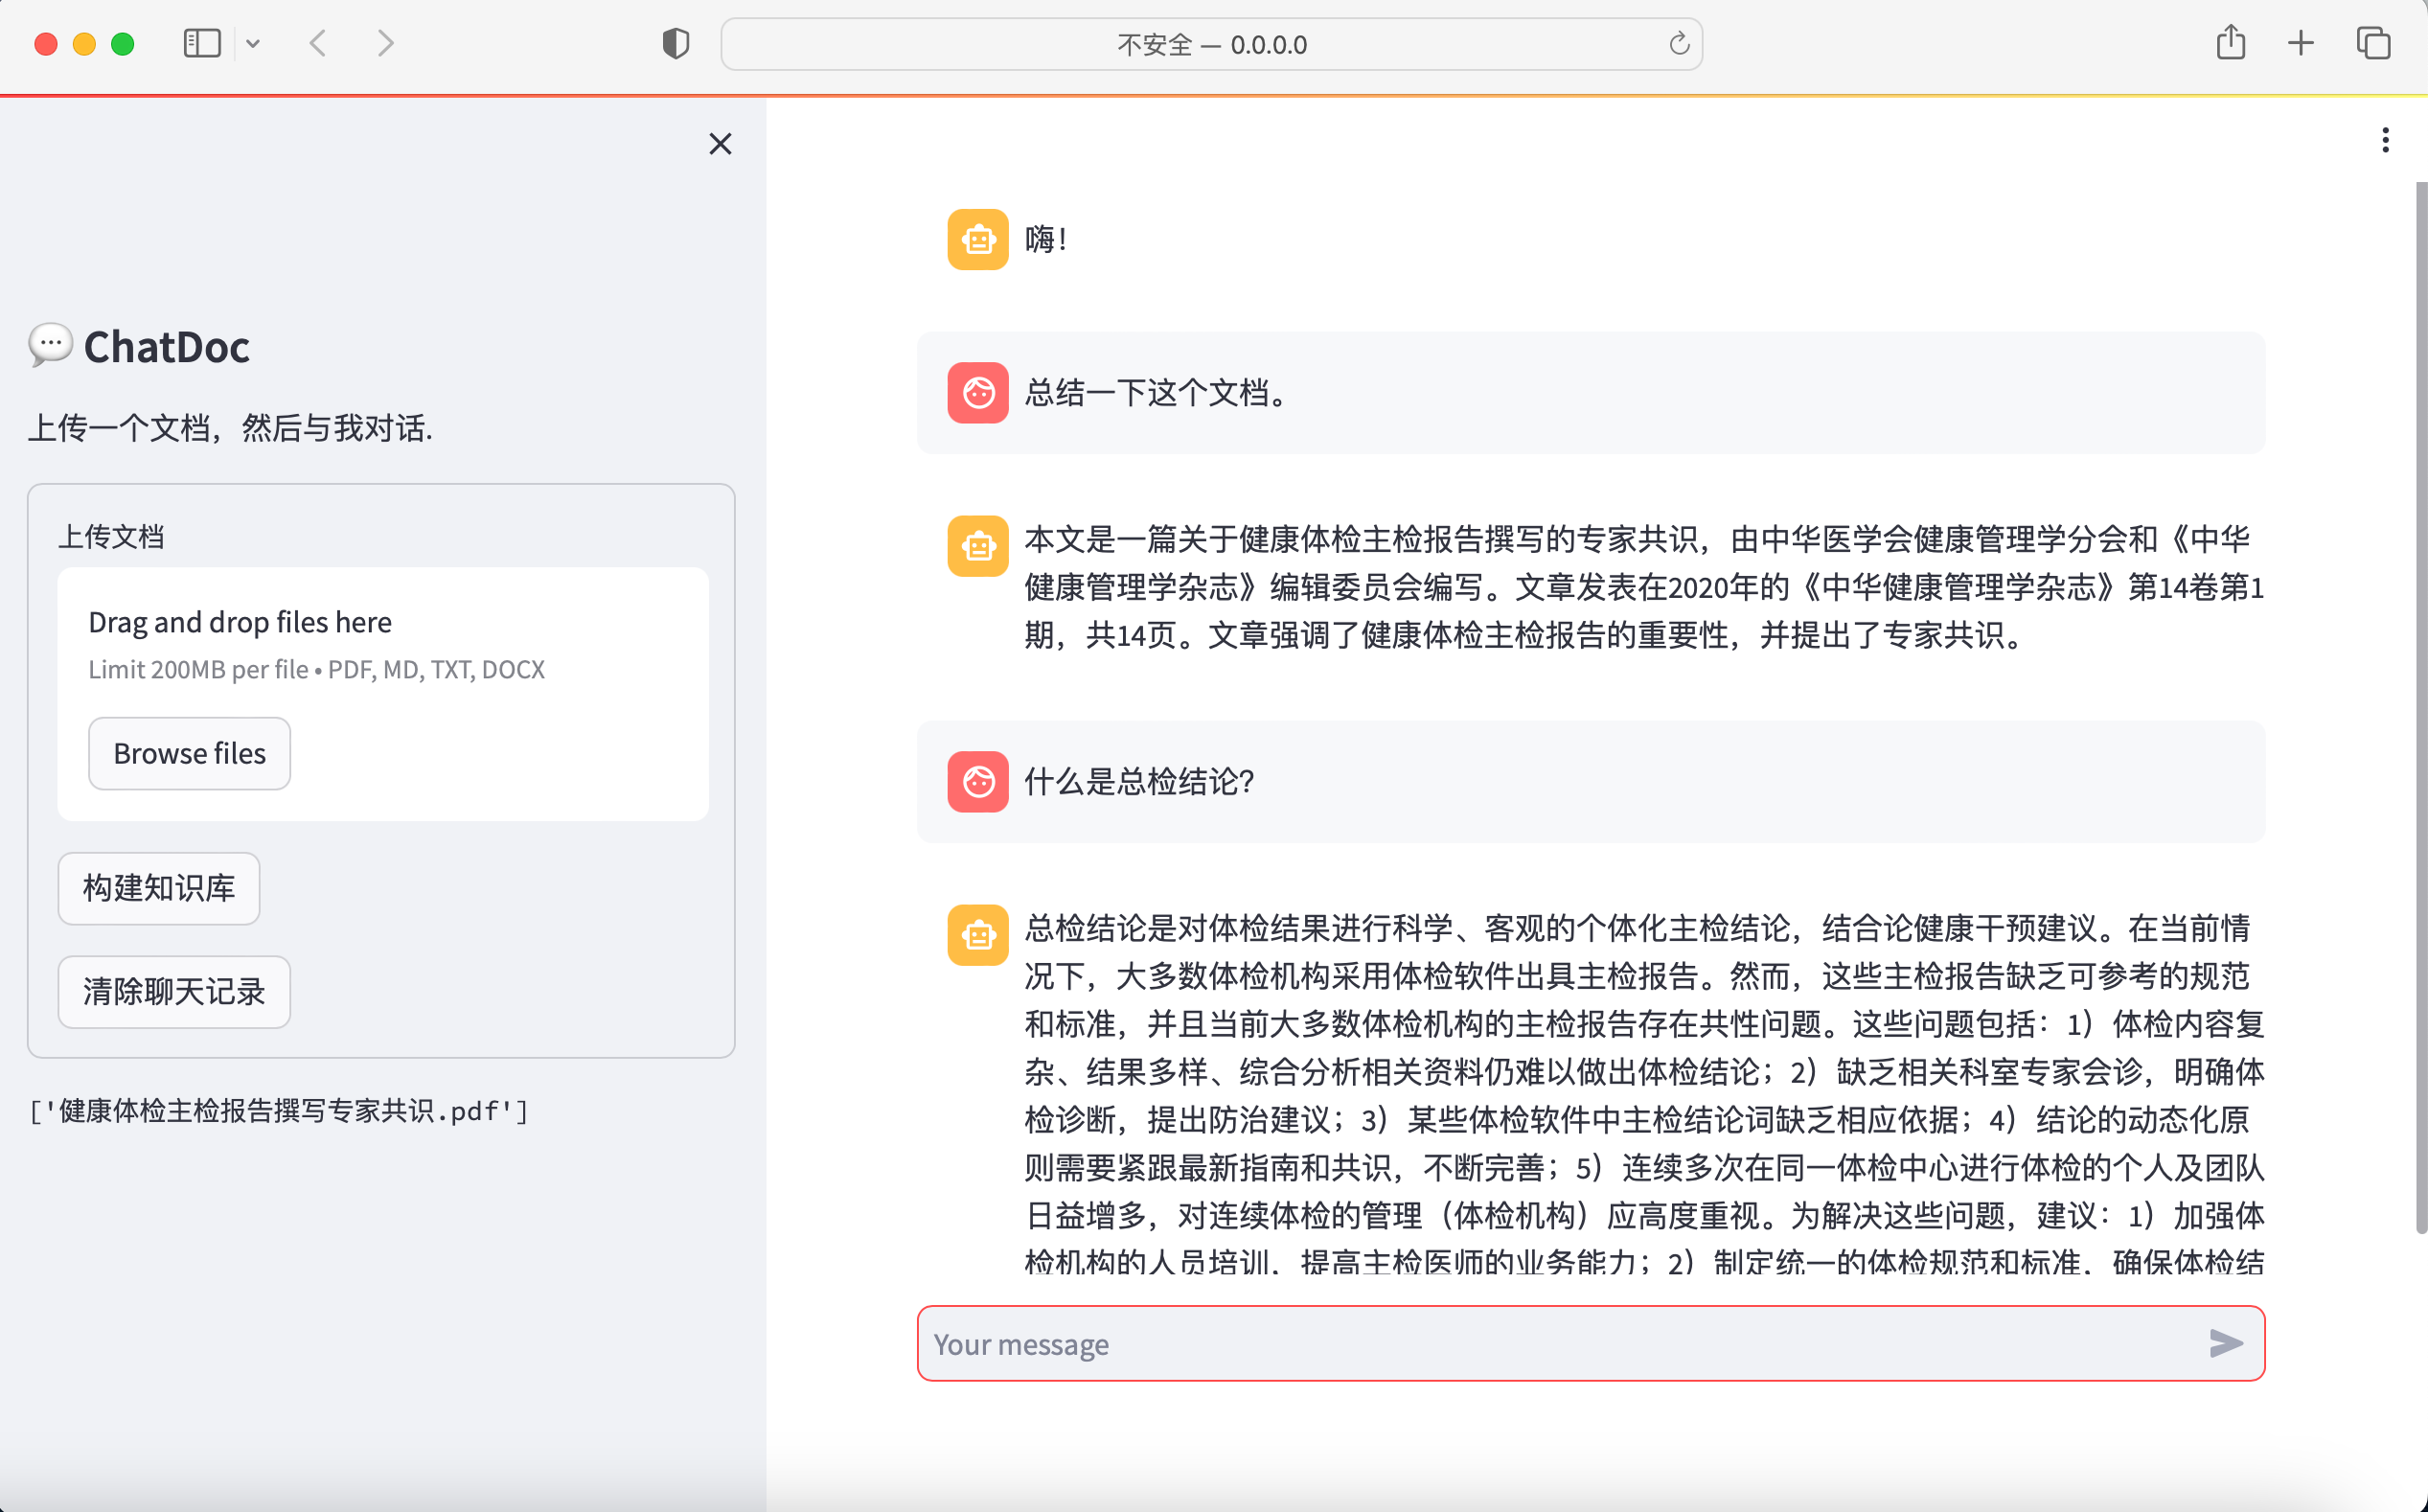 不安全 — 0.0.0.0
💬 ChatDoc
上传一个文档，然后与我对话.
上传文档
Drag and drop files here
Limit 200MB per file • PDF, MD, TXT, DOCX
Browse files
构建知识库
清除聊天记录
['健康体检主检报告撰写专家共识.pdf']
嗨！
总结一下这个文档。
本文是一篇关于健康体检主检报告撰写的专家共识，由中华医学会健康管理学分会和《中华
健康管理学杂志》编辑委员会编写。文章发表在2020年的《中华健康管理学杂志》第14卷第1
期，共14页。文章强调了健康体检主检报告的重要性，并提出了专家共识。
什么是总检结论？
总检结论是对体检结果进行科学、客观的个体化主检结论，结合论健康干预建议。在当前情
况下，大多数体检机构采用体检软件出具主检报告。然而，这些主检报告缺乏可参考的规范
和标准，并且当前大多数体检机构的主检报告存在共性问题。这些问题包括：1）体检内容复
杂、结果多样、综合分析相关资料仍难以做出体检结论；2）缺乏相关科室专家会诊，明确体
检诊断，提出防治建议；3）某些体检软件中主检结论词缺乏相应依据；4）结论的动态化原
则需要紧跟最新指南和共识，不断完善；5）连续多次在同一体检中心进行体检的个人及团队
日益增多，对连续体检的管理（体检机构）应高度重视。为解决这些问题，建议：1）加强体
检机构的人员培训，提高主检医师的业务能力；2）制定统一的体检规范和标准，确保体检结
Your message